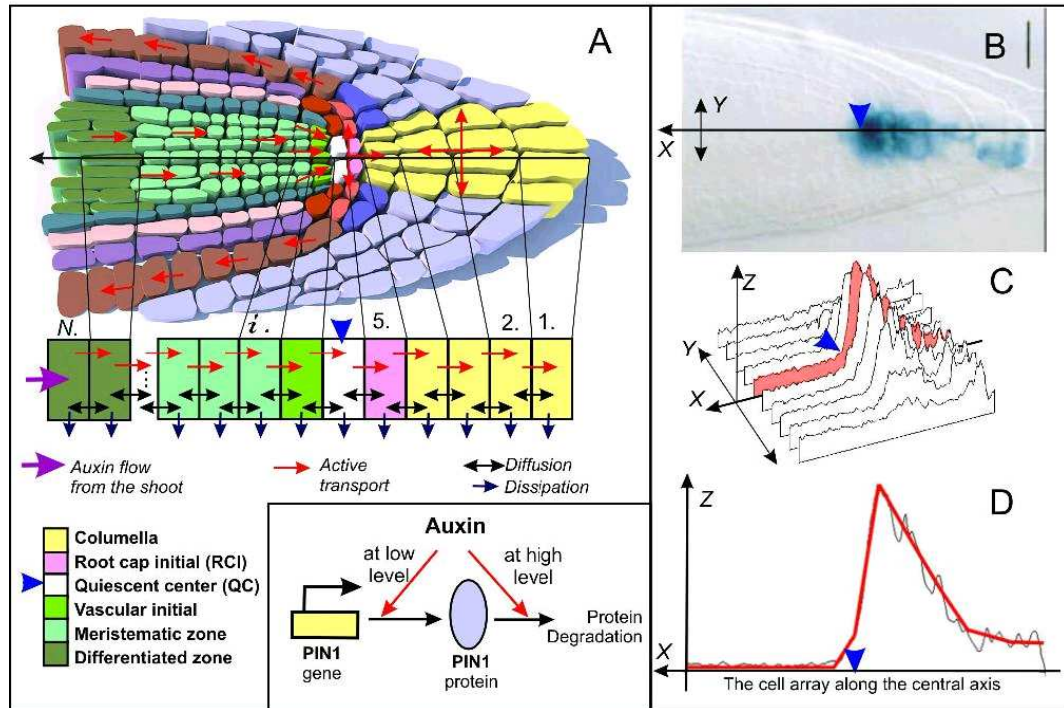 A
N.
i.
5.
2.
1.
Auxin flow
from the shoot
Active
transport
Diffusion
Dissipation
Columella
Root cap initial (RCI)
Quiescent center (QC)
Vascular initial
Meristematic zone
Differentiated zone
Auxin
at low
level
at high
level
PIN1
gene
PIN1
protein
Protein
Degradation
B
Y
X
C
Z
Y
X
D
Z
X
The cell array along the central axis